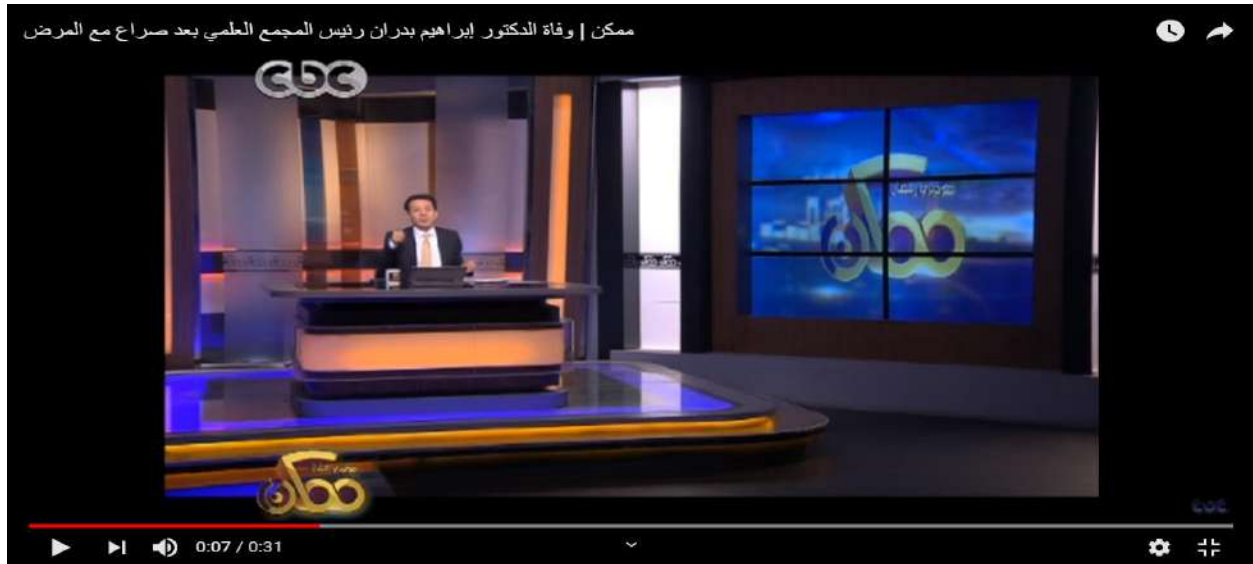 ممكن | وفاة الدكتور إبراهيم بدران رئيس المجمع العلمي بعد صراع مع المرض
cbc
ممكن
ممكن
cbc
0:07 / 0:31